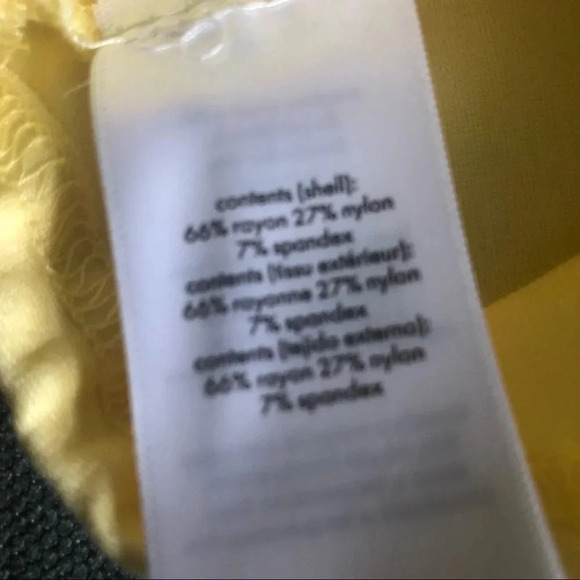 contents (shell):
66% rayon 27% nylon
7% spandex
contents (tissu extérieur):
66% rayonne 27% nylon
7% spandex
contents (tejido externo):
66% rayon 27% nylon
7% spandex